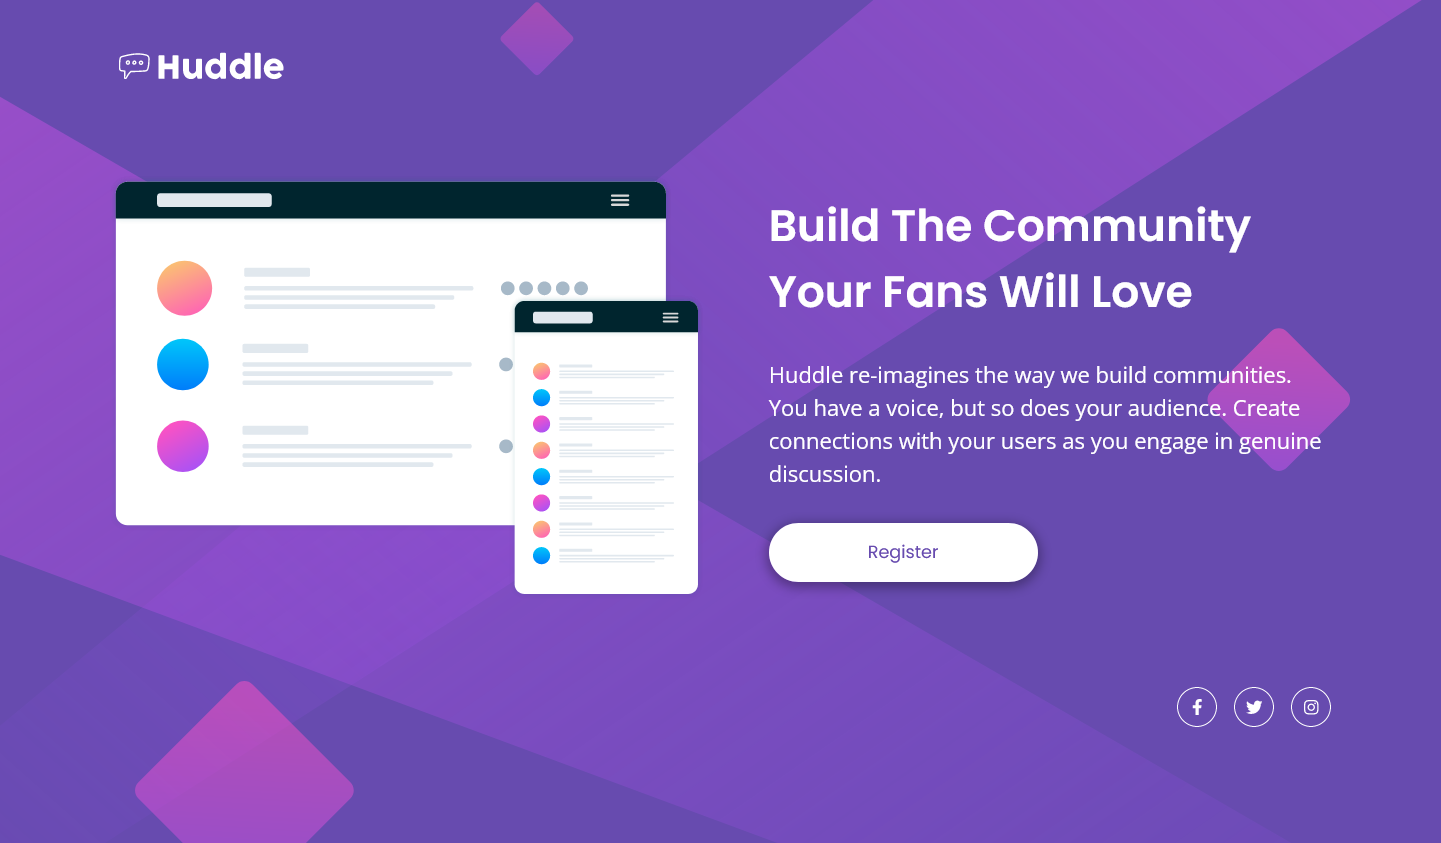 Huddle
Build The Community
Your Fans Will Love
Huddle re-imagines the way we build communities.
You have a voice, but so does your audience. Create
connections with your users as you engage in genuine
discussion.
Register